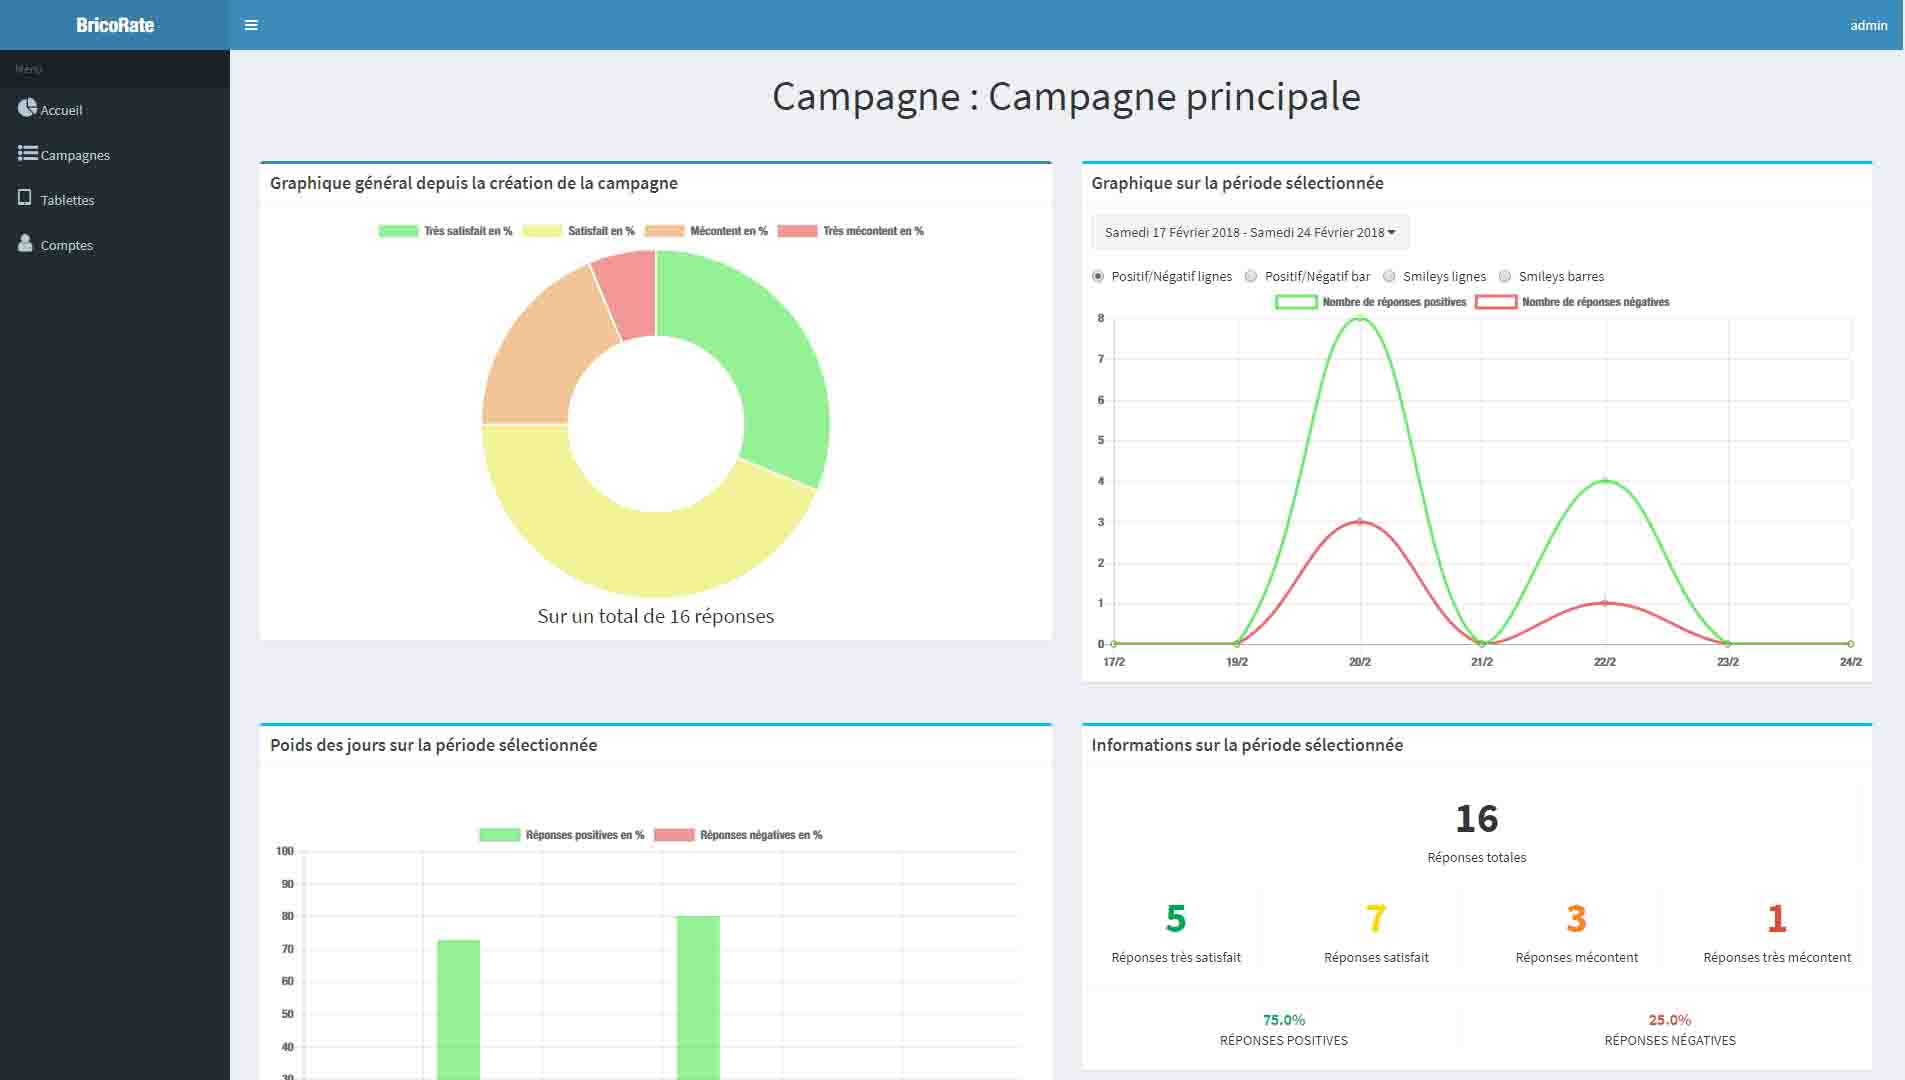 BricoRate
admin
Menu
Accueil
Campagnes
Tablettes
Comptes
Campagne : Campagne principale
Graphique général depuis la création de la campagne
Très satisfait en % Satisfait en % Mécontent en % Très mécontent en %
Sur un total de 16 réponses
Graphique sur la période sélectionnée
Samedi 17 Février 2018 - Samedi 24 Février 2018
Positif/Négatif lignes Positif/Négatif bar Smileys lignes Smileys barres
Nombre de réponses positives Nombre de réponses négatives
8
7
6
5
4
3
2
1
0
17/2 19/2 20/2 21/2 22/2 23/2 24/2
Poids des jours sur la période sélectionnée
Réponses positives en % Réponses négatives en %
100
90
80
70
60
50
40
30
Informations sur la période sélectionnée
16
Réponses totales
5 7 3 1
Réponses très satisfait Réponses satisfait Réponses mécontent Réponses très mécontent
75.0% 25.0%
RÉPONSES POSITIVES RÉPONSES NÉGATIVES